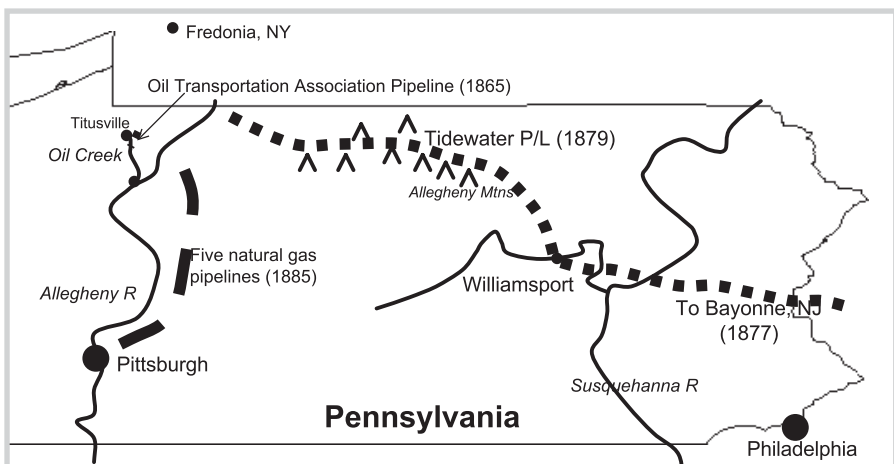 Fredonia, NY
Oil Transportation Association Pipeline (1865)
Titusville
Oil Creek
Tidewater P/L (1879)
Allegheny Mtns
Five natural gas
pipelines (1885)
Allegheny R
Williamsport
To Bayonne, NJ
(1877)
Pittsburgh
Susquehanna R
Pennsylvania
Philadelphia